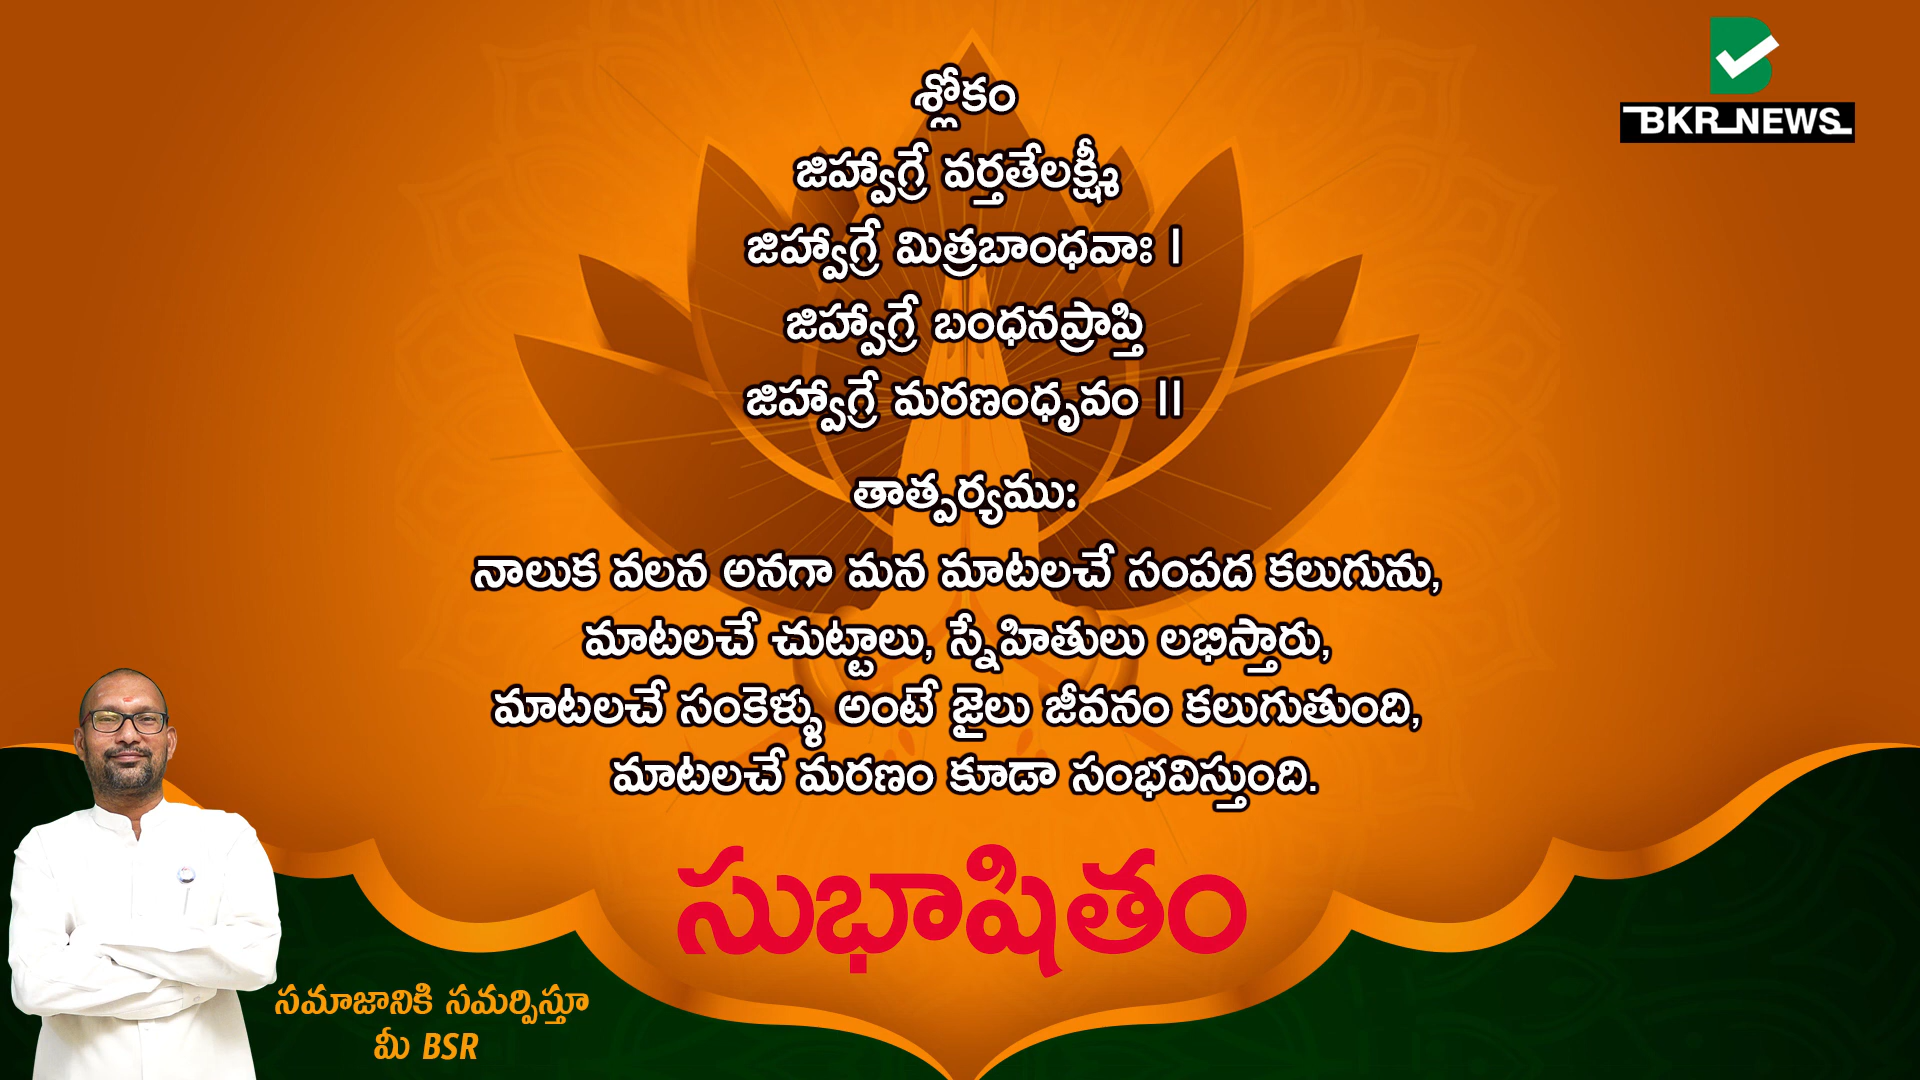 BKR NEWS
శ్లోకం
జిహ్వాగ్రే వర్తతేలక్ష్మీ
జిహ్వాగ్రే మిత్రబాంధవాః |
జిహ్వాగ్రే బంధనప్రాప్తి
జిహ్వాగ్రే మరణంధృవం ||
తాత్పర్యముః
నాలుక వలన అనగా మన మాటలచే సంపద కలుగును,
మాటలచే చుట్టాలు, స్నేహితులు లభిస్తారు,
మాటలచే సంకెళ్ళు అంటే జైలు జీవనం కలుగుతుంది,
మాటలచే మరణం కూడా సంభవిస్తుంది.
సుభాషితం
సమాజానికి సమర్పిస్తూ
మీ BSR